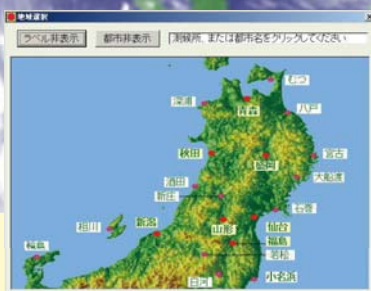 地域選択
ラベル非表示 都市非表示 測候所、または都市名をクリックしてください
むつ
深浦
青森
八戸
秋田
盛岡
宮古
大船渡
酒田
新庄
石巻
相川
新潟
山形
仙台
福島
輪島
若松
白河
小名浜